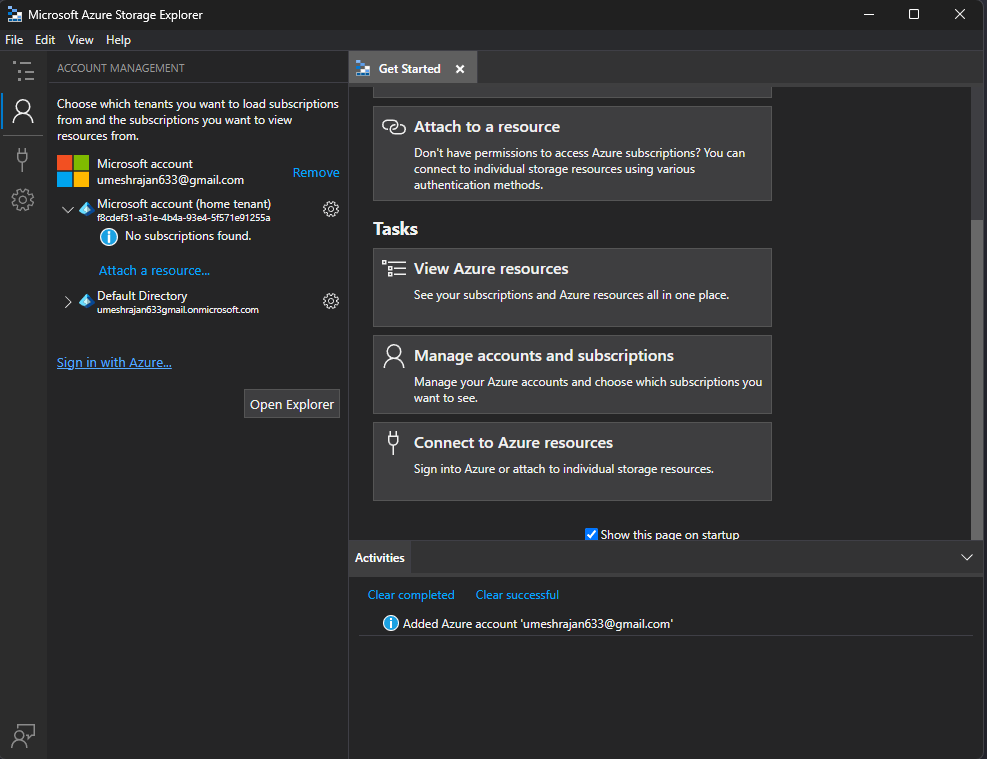 Microsoft Azure Storage Explorer
File Edit View Help
ACCOUNT MANAGEMENT
Choose which tenants you want to load subscriptions
from and the subscriptions you want to view
resources from.
Microsoft account
umeshrajan633@gmail.com
Remove
Microsoft account (home tenant)
f8cdef31-a31e-4b4a-93e4-5f571e91255a
No subscriptions found.
Attach a resource...
Default Directory
umeshrajan633gmail.onmicrosoft.com
Sign in with Azure...
Open Explorer
Get Started
Attach to a resource
Don't have permissions to access Azure subscriptions? You can
connect to individual storage resources using various
authentication methods.
Tasks
View Azure resources
See your subscriptions and Azure resources all in one place.
Manage accounts and subscriptions
Manage your Azure accounts and choose which subscriptions you
want to see.
Connect to Azure resources
Sign into Azure or attach to individual storage resources.
Show this page on startup
Activities
Clear completed Clear successful
Added Azure account 'umeshrajan633@gmail.com'